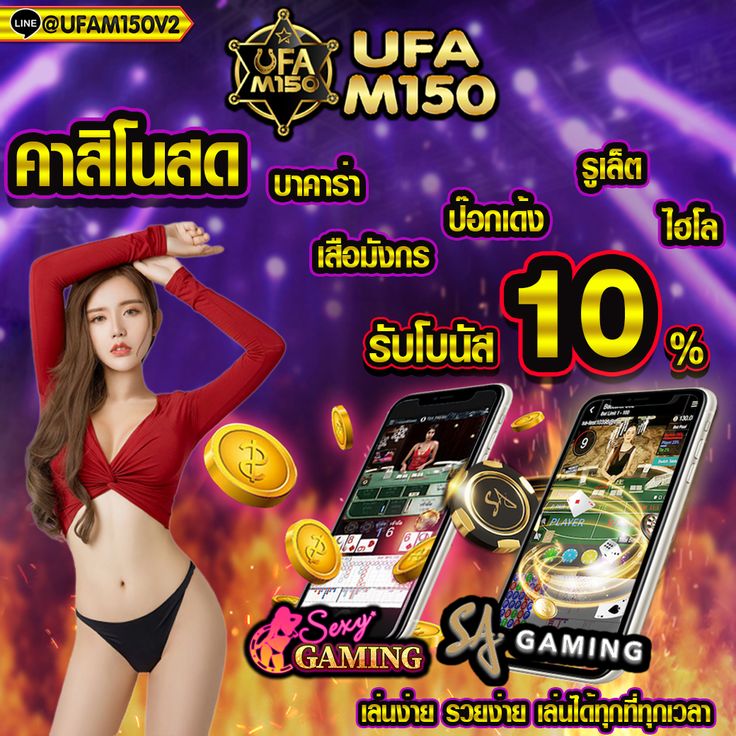 LINE @UFAM150V2
UFA
M150
UFA
M150
คาสิโนสด
บาคาร่า
เสือมังกร
ป๊อกเด้ง
รูเล็ต
ไฮโล
รับโบนัส 10 %
SA
PLAYER
Sexy
GAMING
SA GAMING
เล่นง่าย รวยง่าย เล่นได้ทุกที่ทุกเวลา